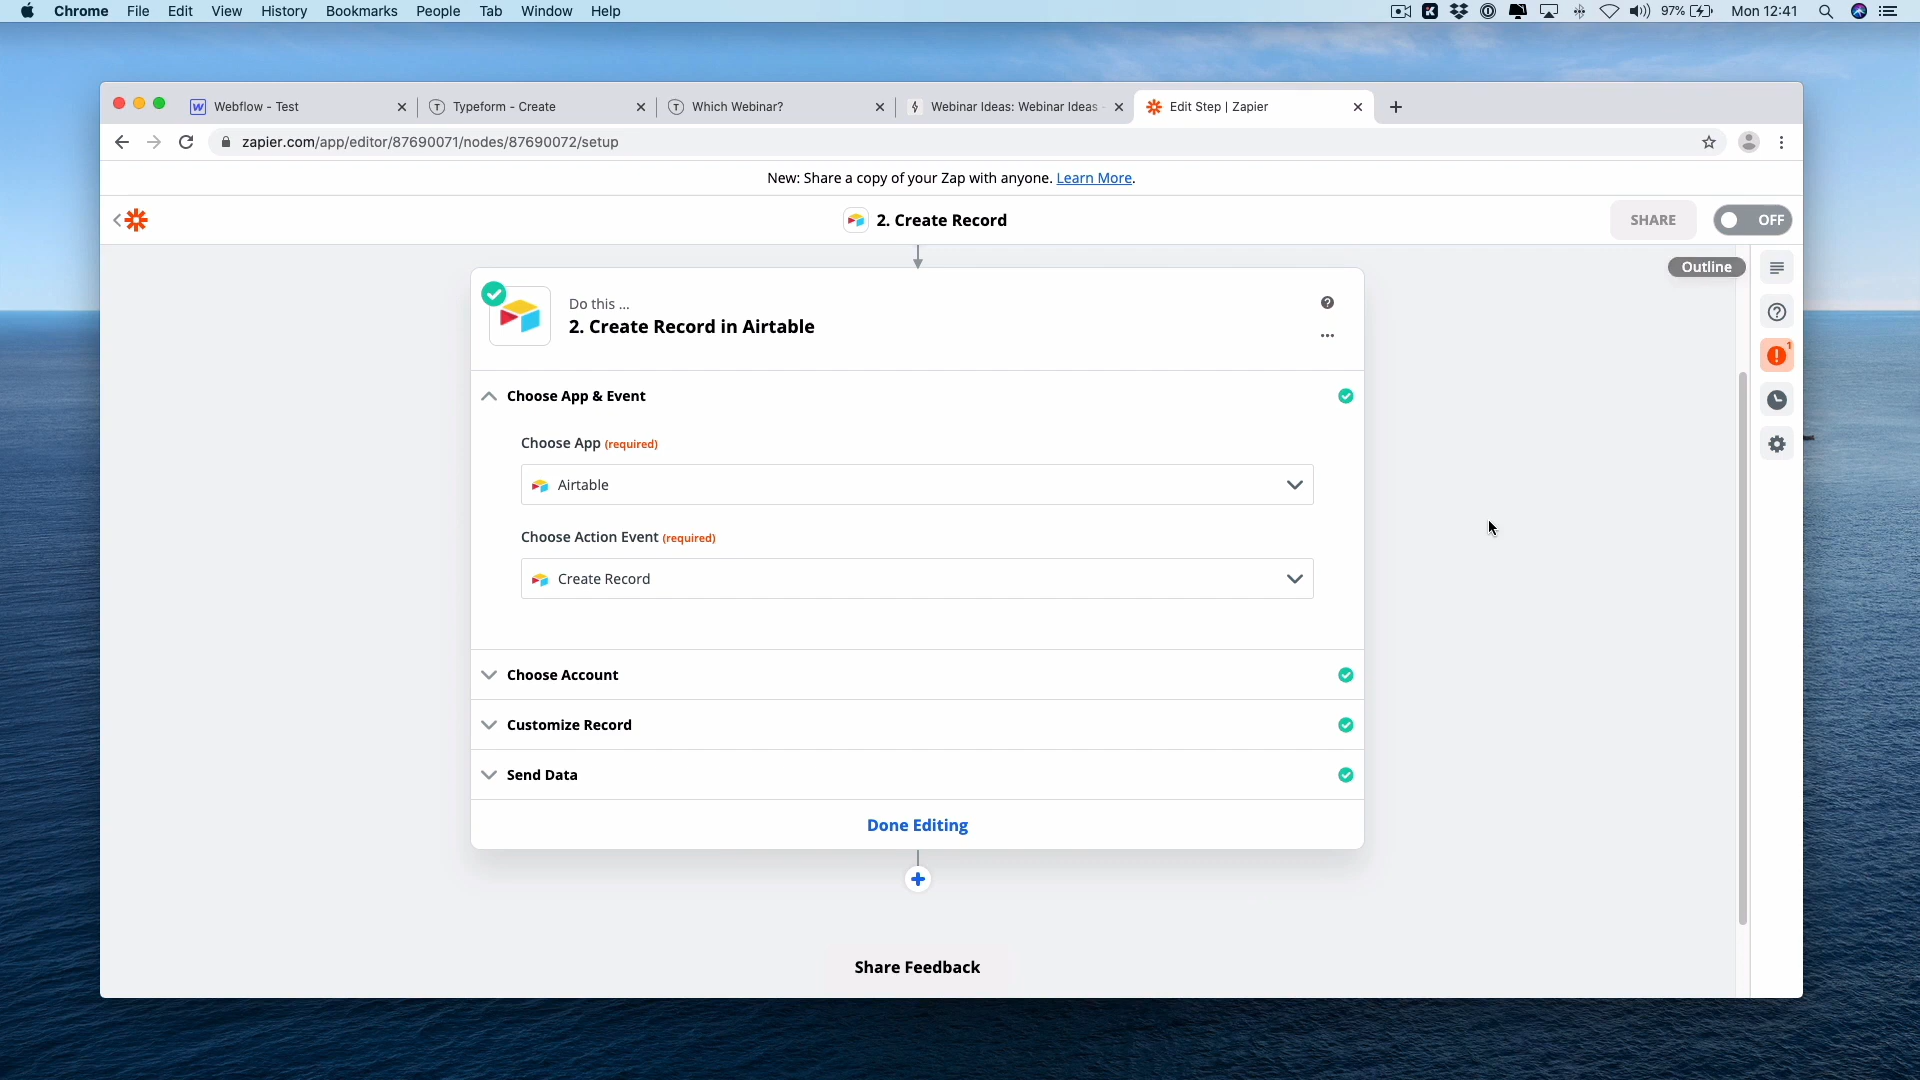 Chrome File Edit View History Bookmarks People Tab Window Help 97% Mon 12:41
Webflow - Test Typeform - Create Which Webinar? Webinar Ideas: Webinar Ideas - Edit Step | Zapier
zapier.com/app/editor/87690071/nodes/87690072/setup
New: Share a copy of your Zap with anyone. Learn More.
2. Create Record SHARE OFF
Outline
Do this ...
2. Create Record in Airtable
1
Choose App & Event
Choose App (required)
Airtable
Choose Action Event (required)
Create Record
Choose Account
Customize Record
Send Data
Done Editing
Share Feedback